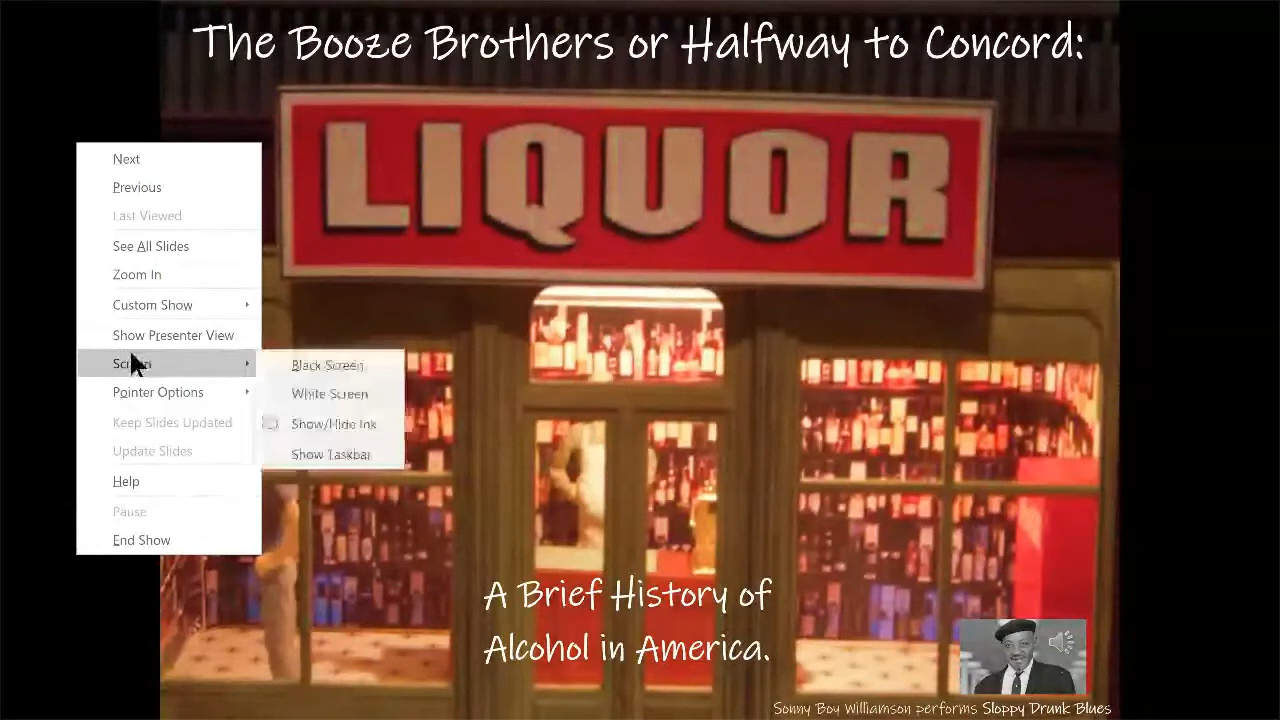 The Booze Brothers or Halfway to Concord:
LIQUOR
Next
Previous
Last Viewed
See All Slides
Zoom In
Custom Show
Show Presenter View
Screen
Black Screen
White Screen
Pointer Options
Show/Hide Ink
Keep Slides Updated
Update Slides
Show Taskbar
Help
Pause
End Show
A Brief History of
Alcohol in America.
Sonny Boy Williamson performs Sloppy Drunk Blues